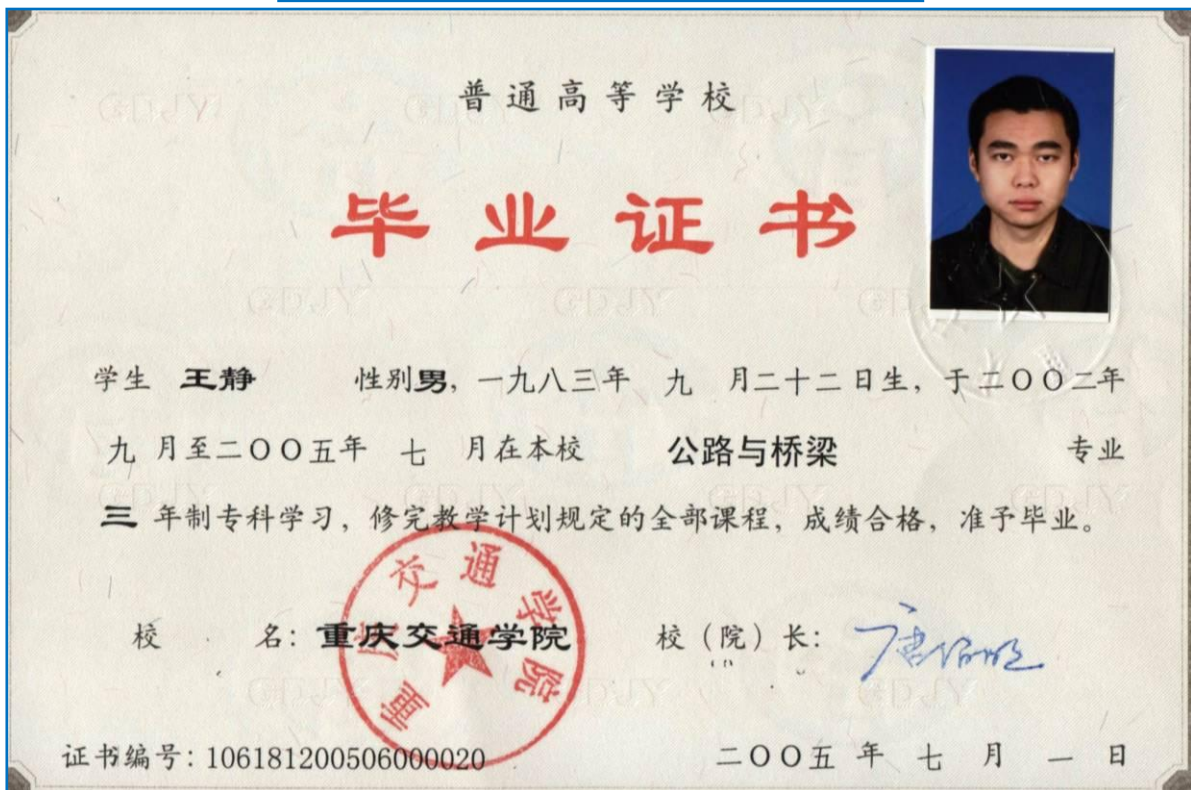 普通高等学校
毕业证书
学生 王静 性别男，一九八三年 九 月二十二日生，于二〇〇二年
九 月至二〇〇五年 七 月在本校 公路与桥梁 专业
三 年制专科学习，修完教学计划规定的全部课程，成绩合格，准予毕业。
重庆交通学院
校 名：重庆交通学院 校（院）长：
证书编号：106181200506000020 二〇〇五 年 七 月 一 日
GDJY